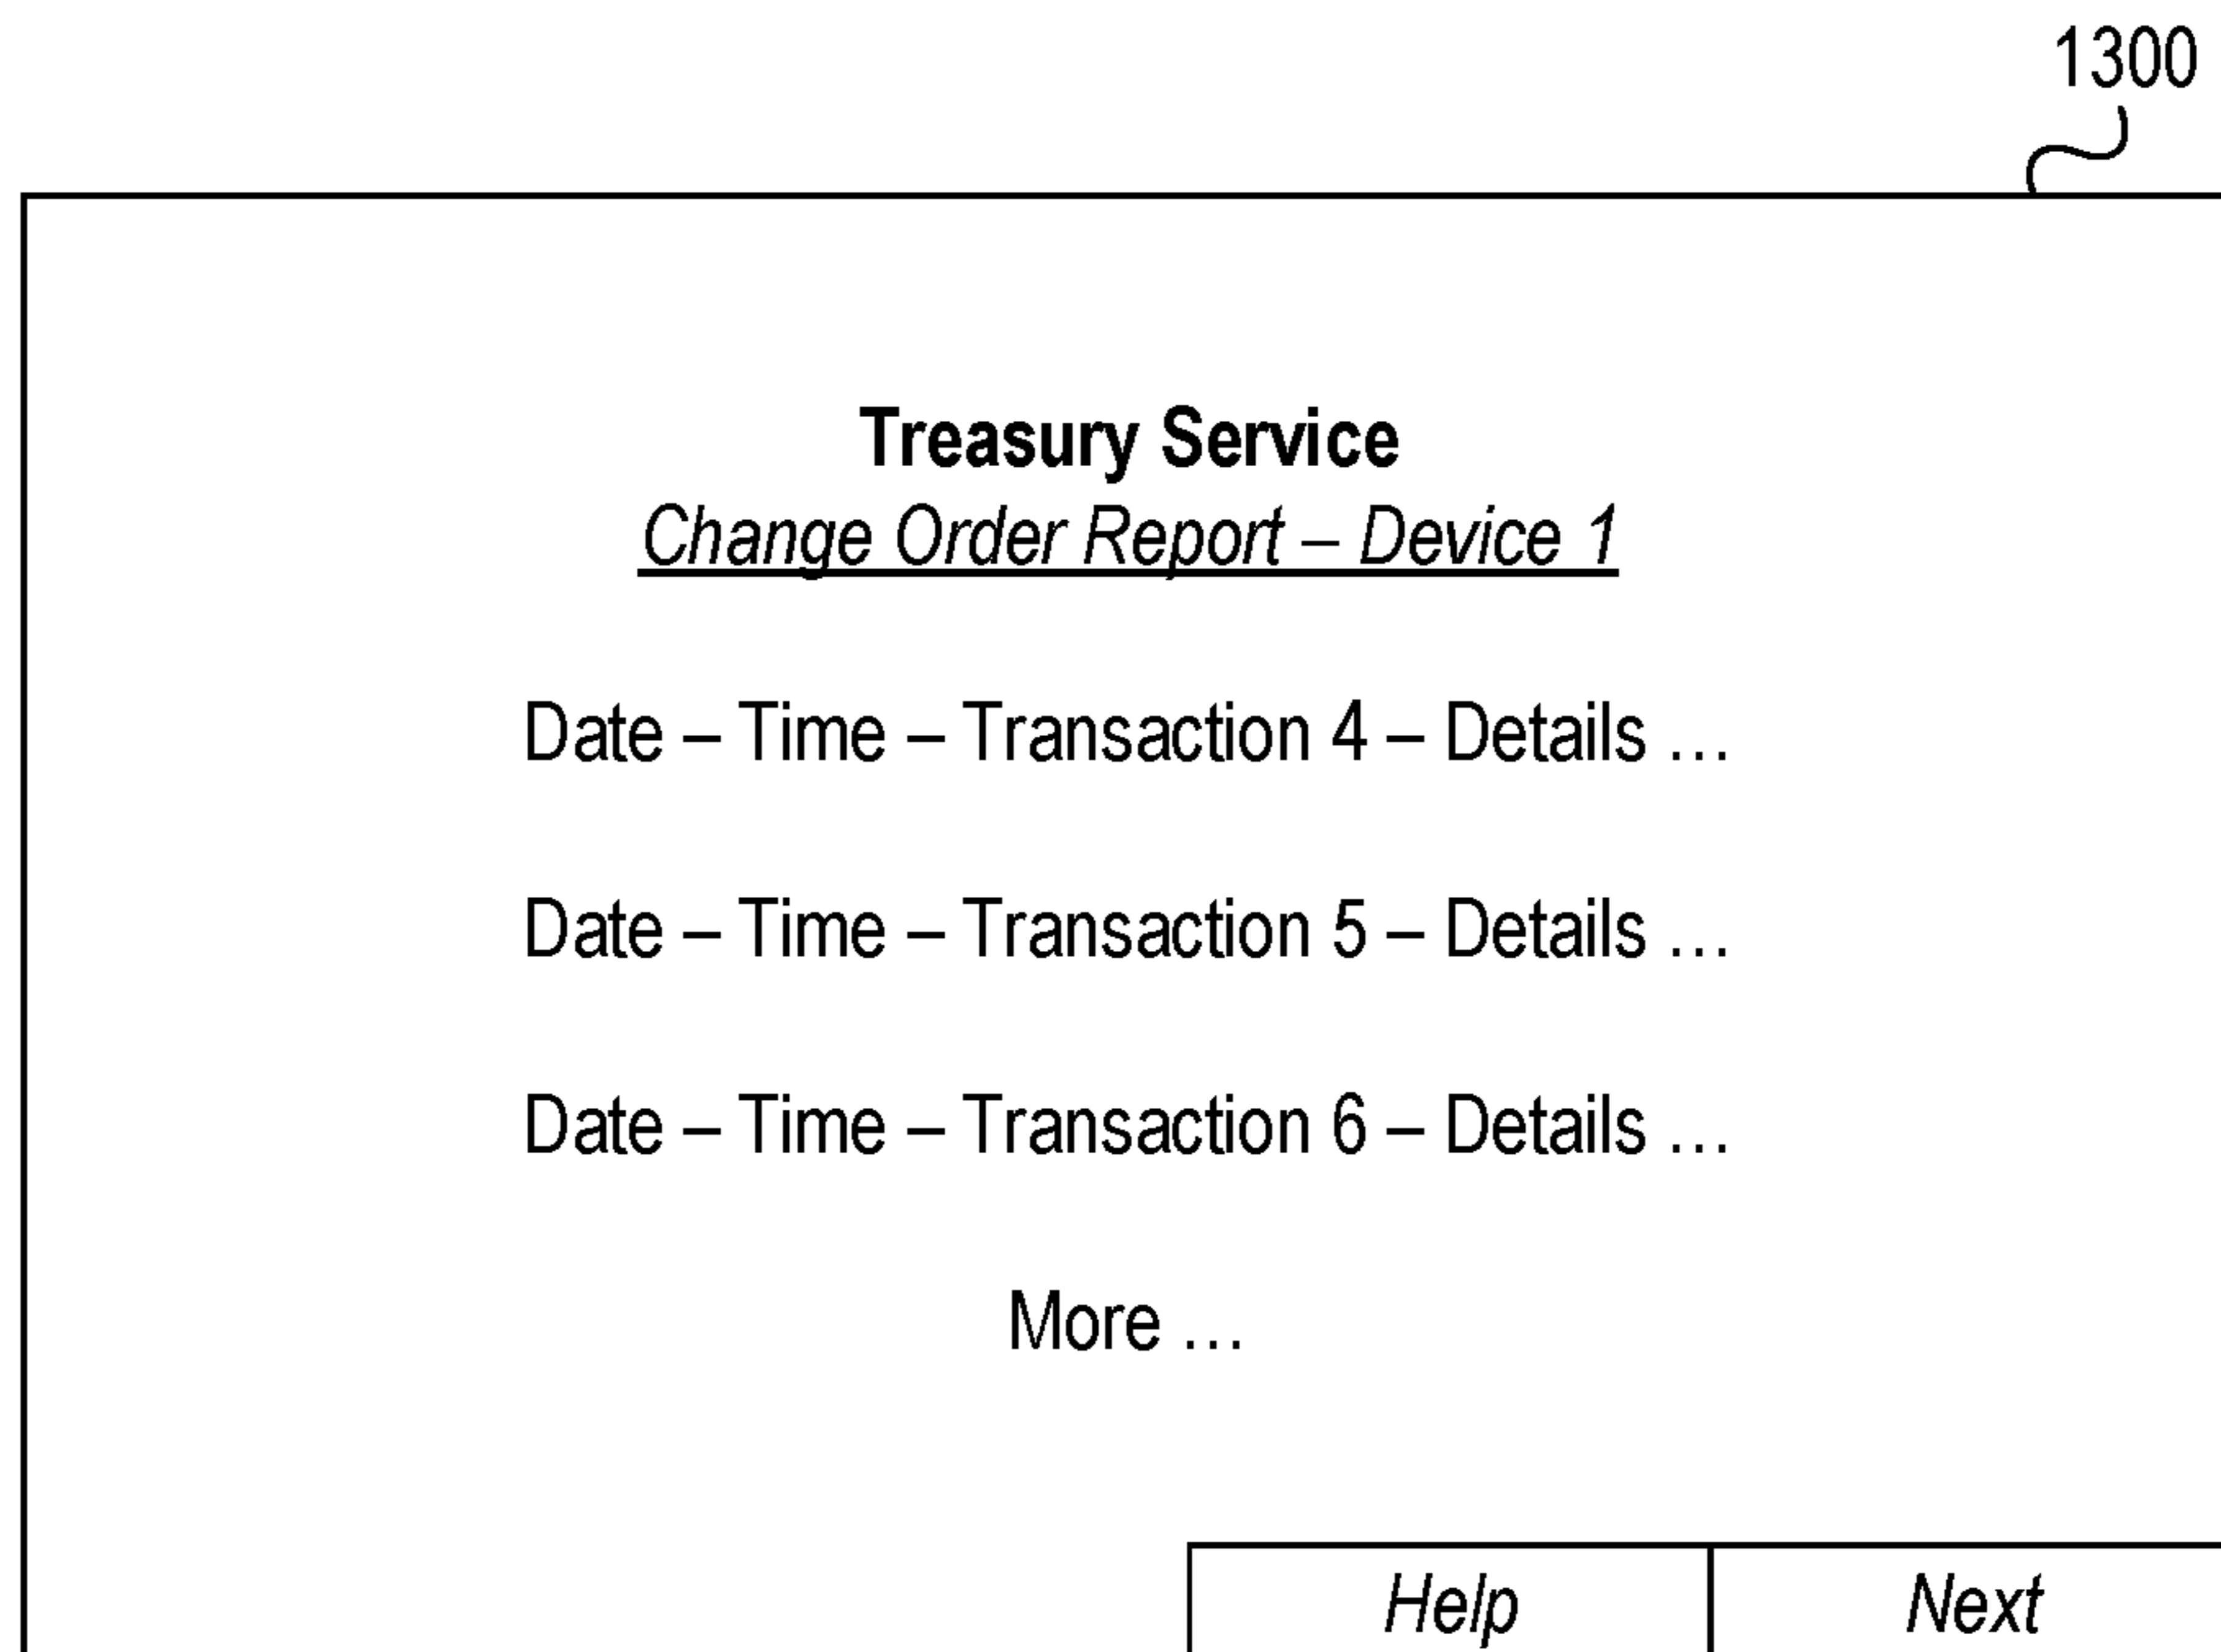 1300
Treasury Service
Change Order Report – Device 1
Date – Time – Transaction 4 – Details …
Date – Time – Transaction 5 – Details …
Date – Time – Transaction 6 – Details …
More …
Help Next